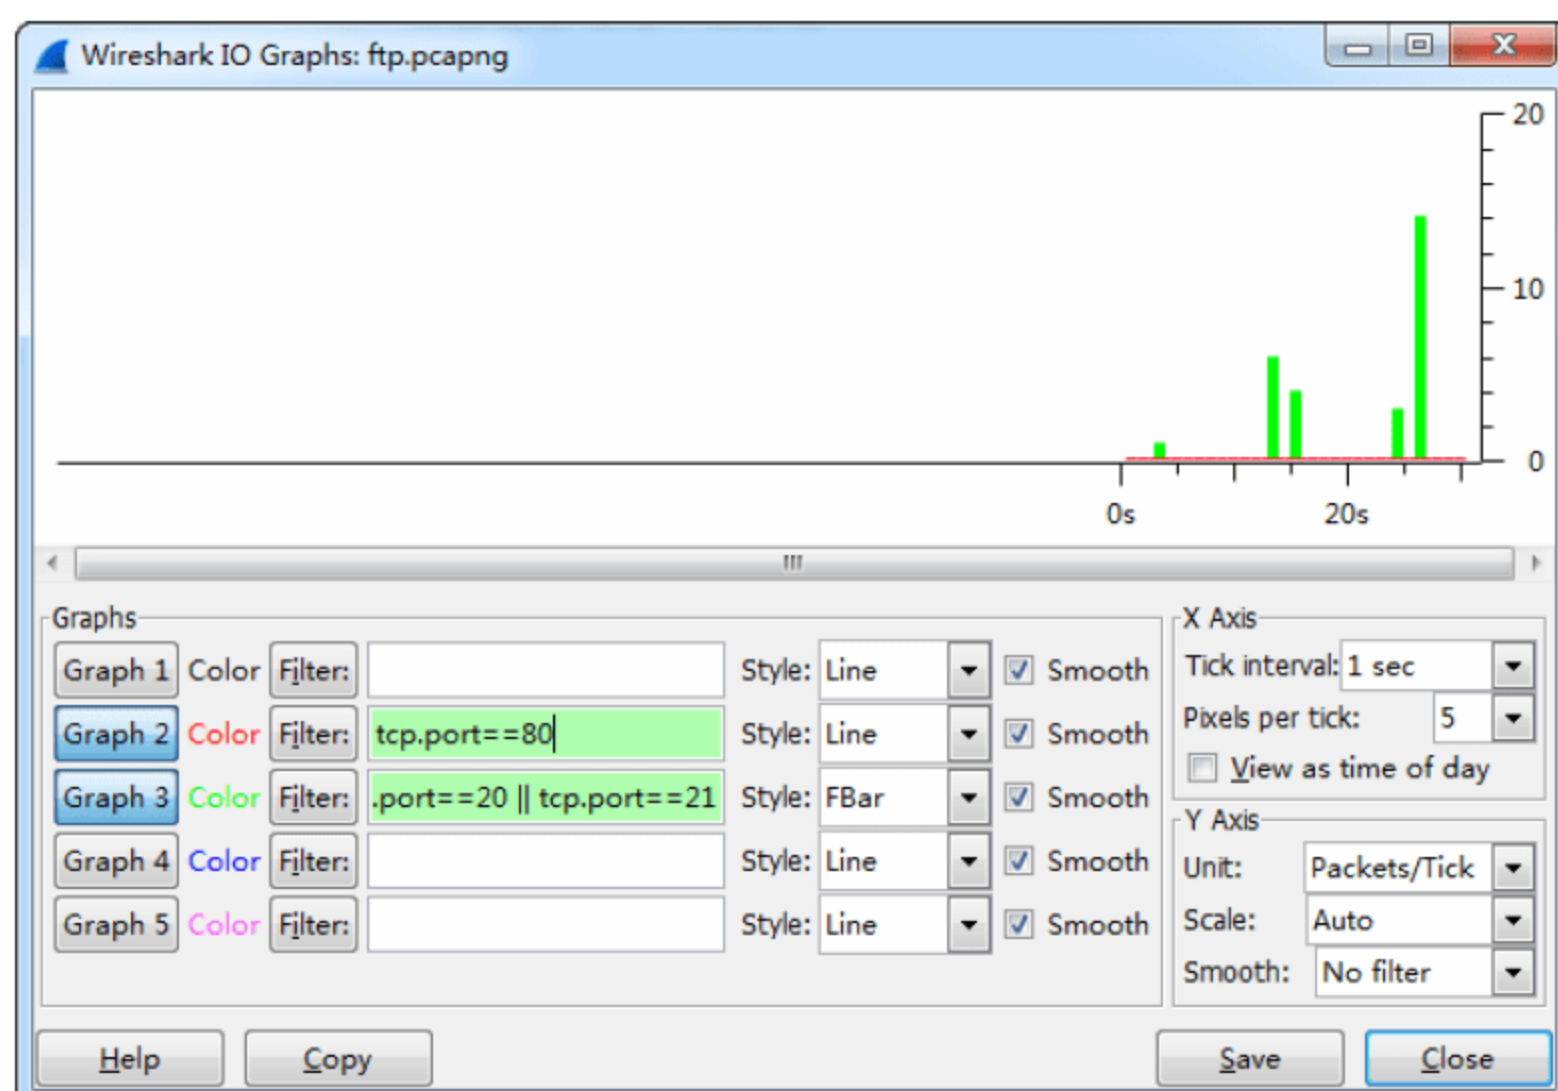 Wireshark IO Graphs: ftp.pcapng
20
10
0
0s 20s
Graphs
Graph 1 Color Filter: Style: Line Smooth
Graph 2 Color Filter: tcp.port==80 Style: Line Smooth
Graph 3 Color Filter: .port==20 || tcp.port==21 Style: FBar Smooth
Graph 4 Color Filter: Style: Line Smooth
Graph 5 Color Filter: Style: Line Smooth
X Axis
Tick interval: 1 sec
Pixels per tick: 5
View as time of day
Y Axis
Unit: Packets/Tick
Scale: Auto
Smooth: No filter
Help Copy Save Close